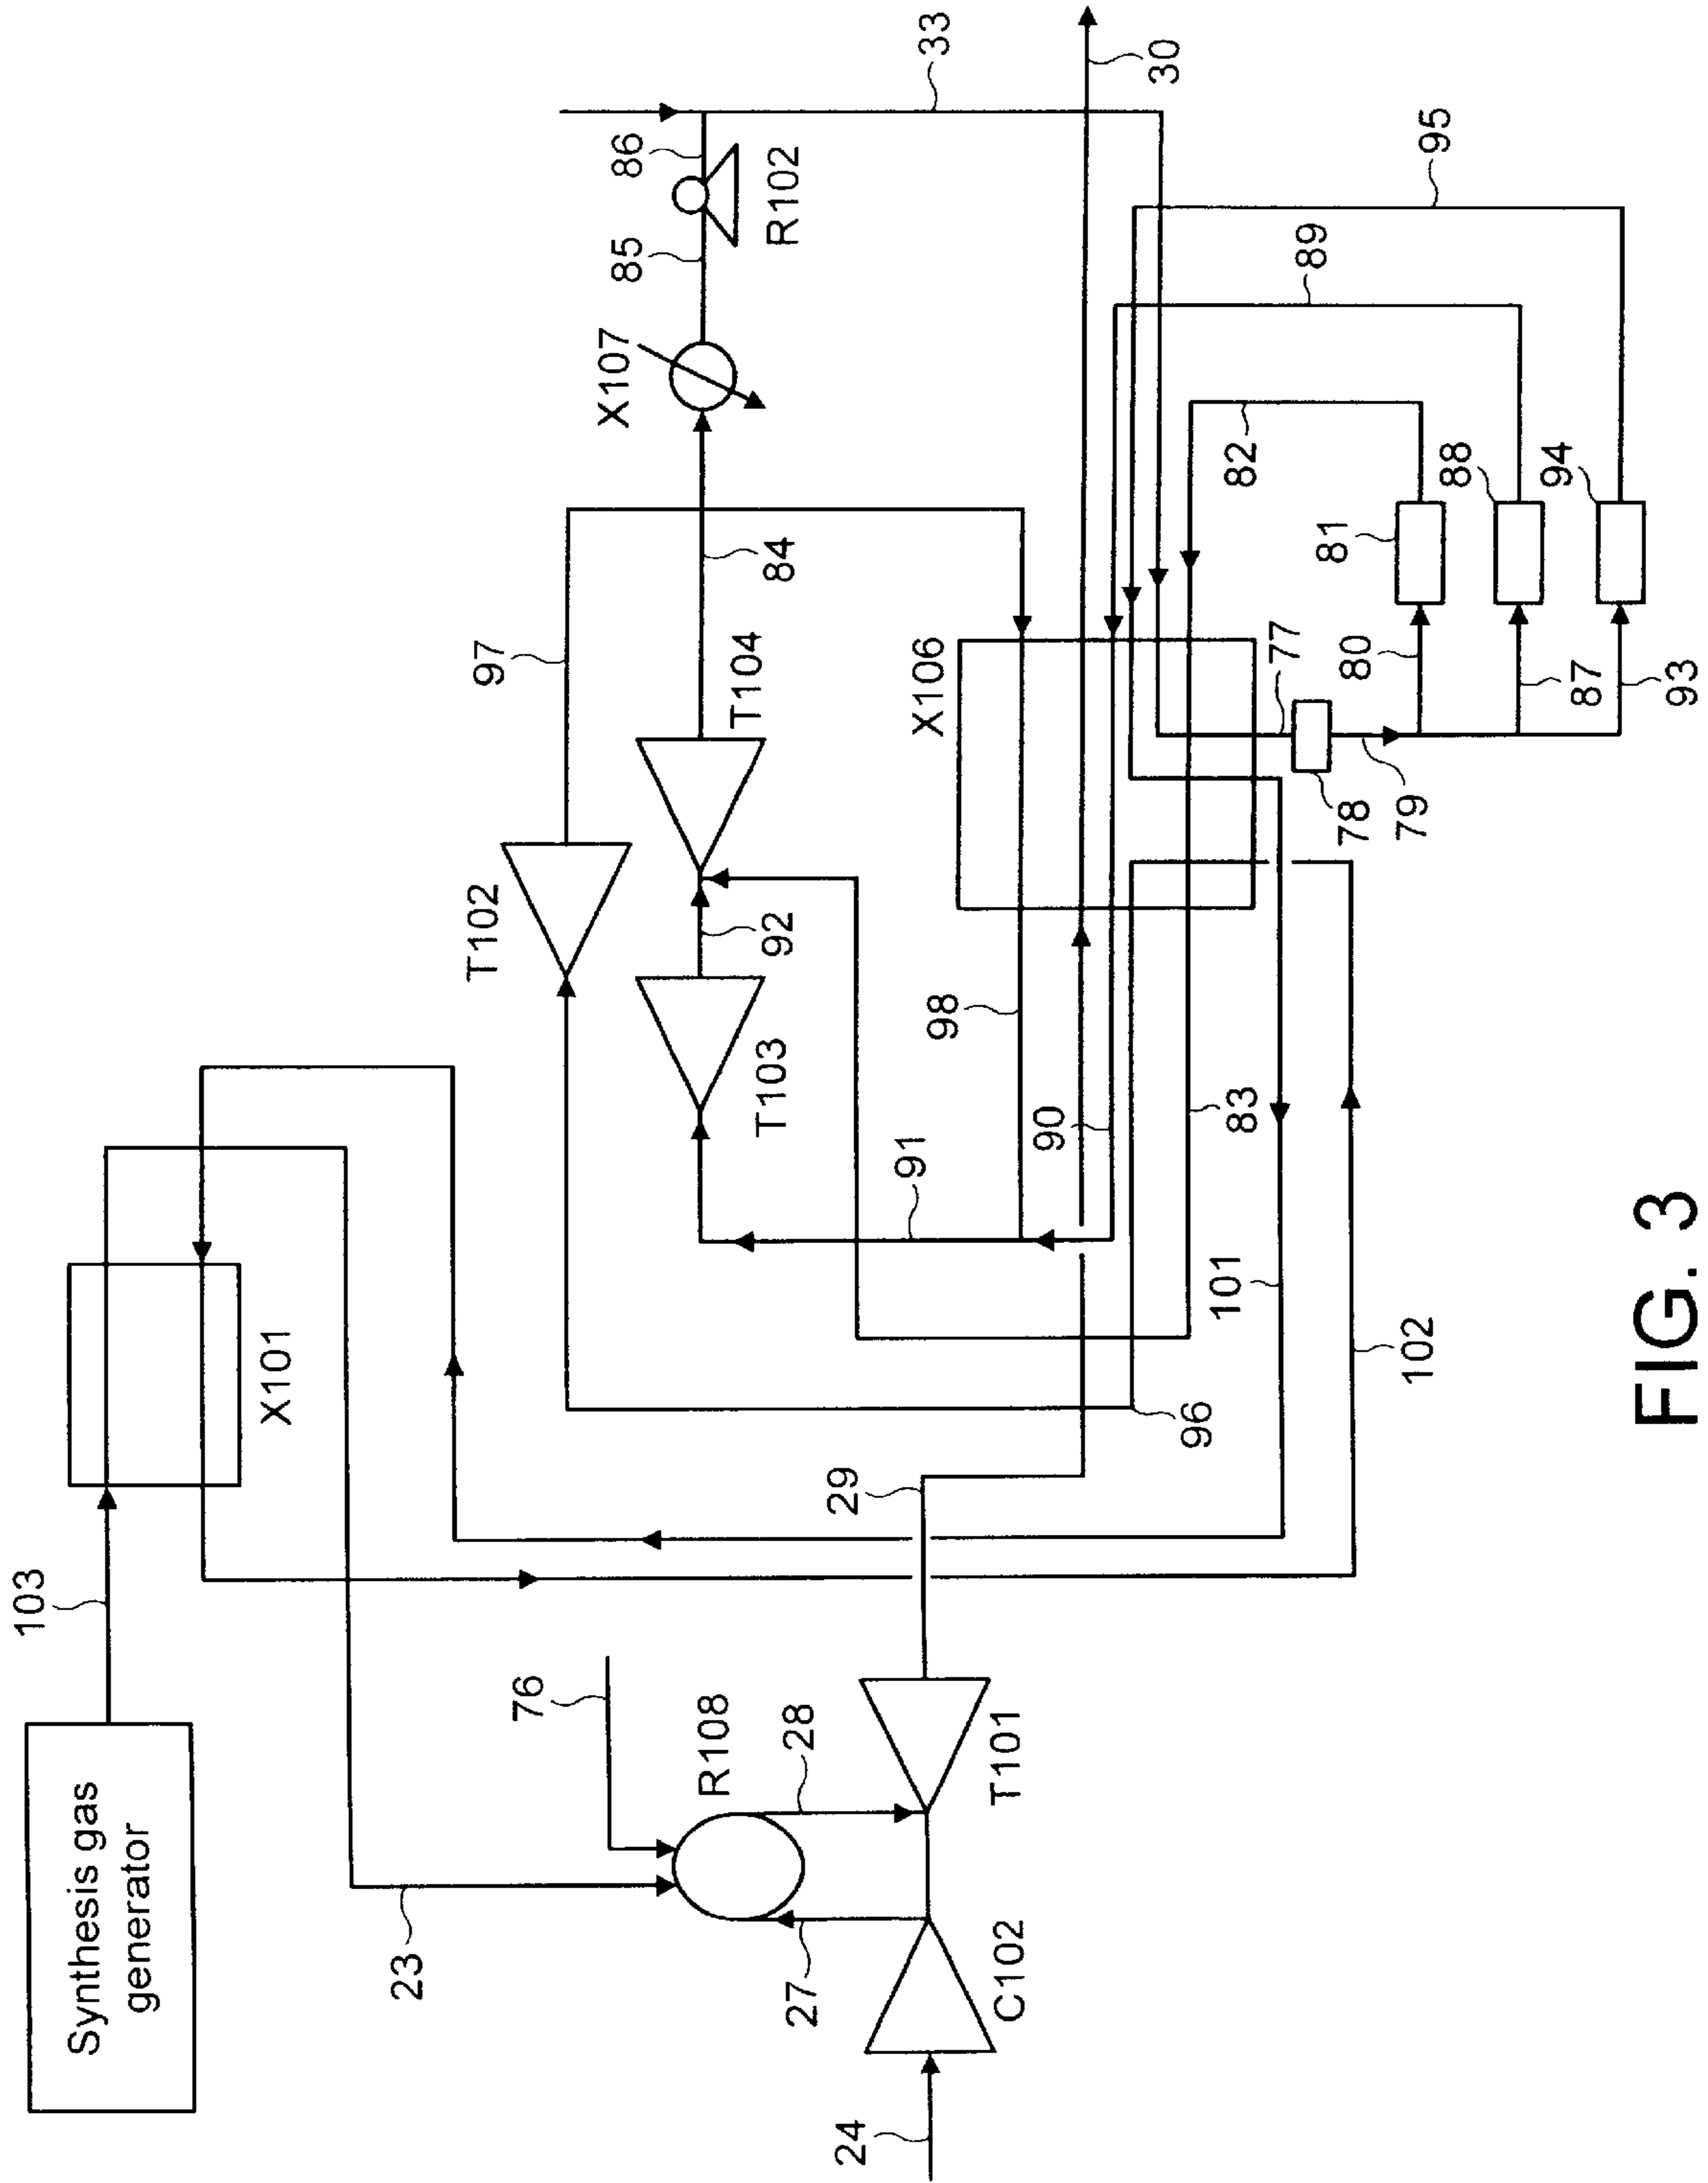 Synthesis gas
generator
103
X101
23
76
R108
28
27
24
C102
T101
29
96
102
101
91
90
83
98
T103
92
T102
T104
97
84
X106
X107
85
R102
86
33
30
95
89
82
81
88
94
80
87
93
77
78
79
FIG. 3